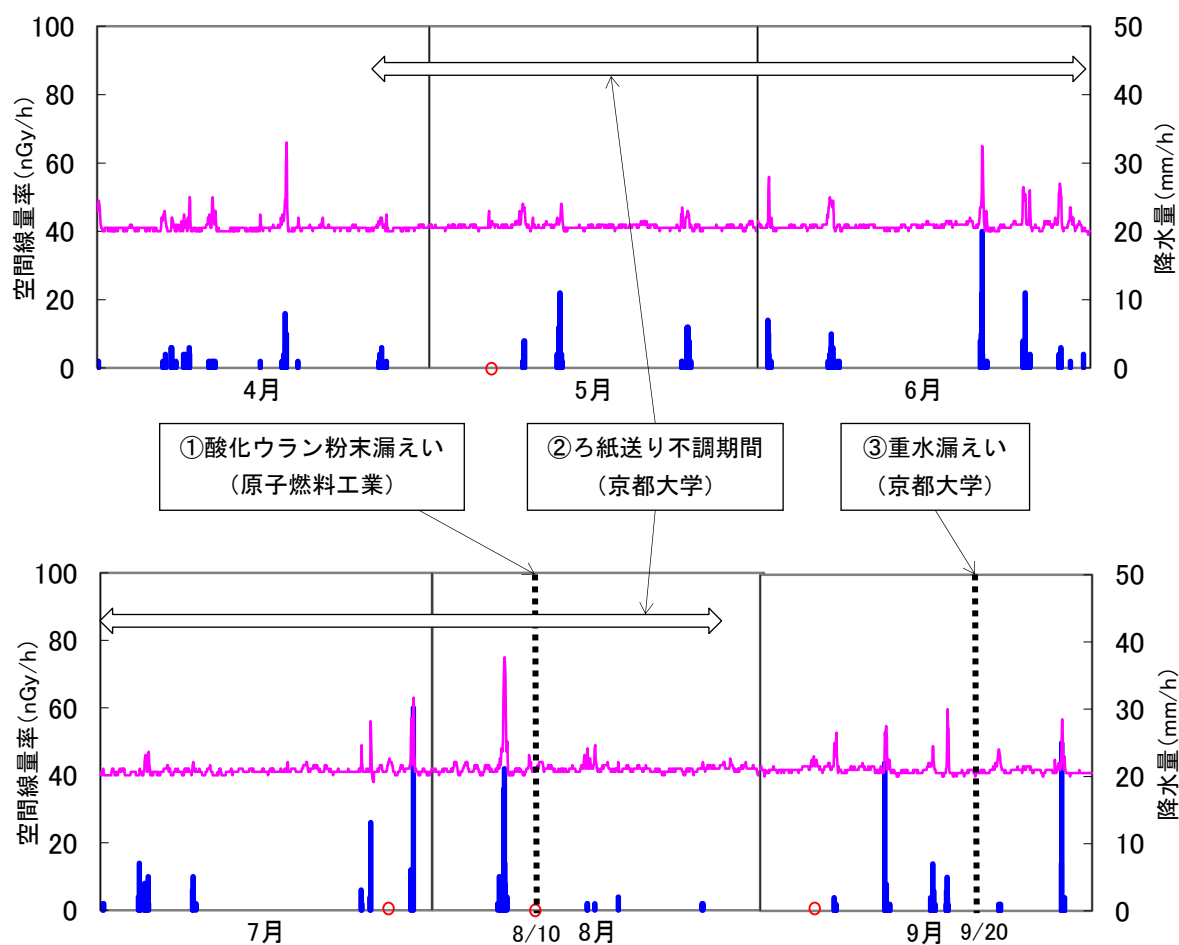 100
80
60
40
20
0
空間線量率(nGy/h)
50
40
30
20
10
0
降水量(mm/h)
4月
5月
6月
①酸化ウラン粉末漏えい
（原子燃料工業）
②ろ紙送り不調期間
（京都大学）
③重水漏えい
（京都大学）
100
80
60
40
20
0
空間線量率(nGy/h)
50
40
30
20
10
0
降水量(mm/h)
7月
8/10
8月
9月
9/20